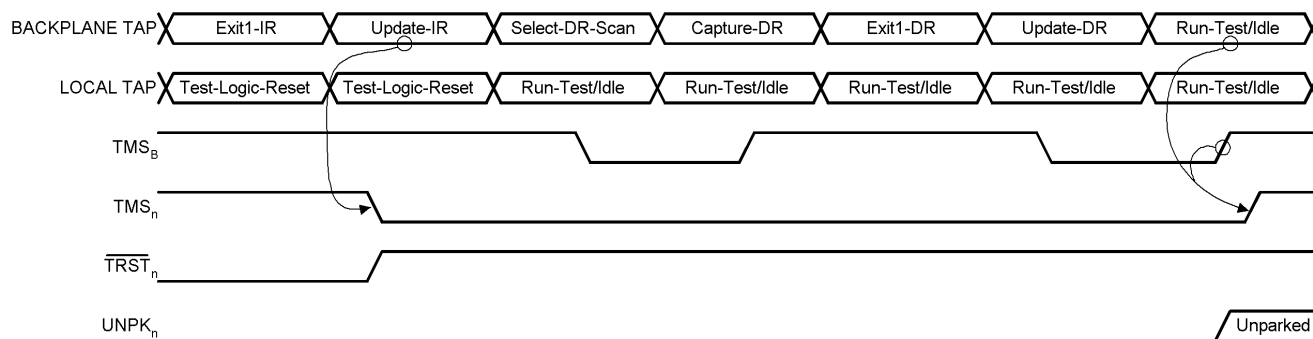 BACKPLANE TAP Exit1-IR Update-IR Select-DR-Scan Capture-DR Exit1-DR Update-DR Run-Test/Idle
LOCAL TAP Test-Logic-Reset Test-Logic-Reset Run-Test/Idle Run-Test/Idle Run-Test/Idle Run-Test/Idle Run-Test/Idle
TMSB
TMSn
TRSTn
UNPKn Unparked